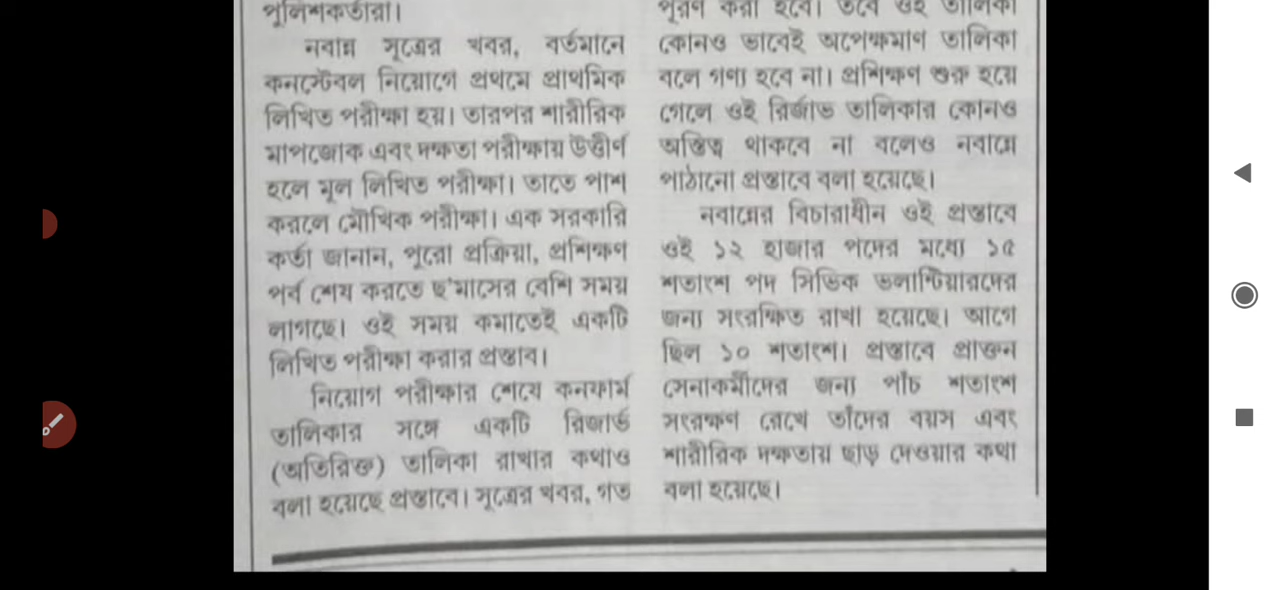 পুলিশকর্তারা।
নবান্ন সূত্রের খবর, বর্তমানে
কনস্টেবল নিয়োগে প্রথমে প্রাথমিক
লিখিত পরীক্ষা হয়। তারপর শারীরিক
মাপজোক এবং দক্ষতা পরীক্ষায় উত্তীর্ণ
হলে মূল লিখিত পরীক্ষা। তাতে পাশ
করলে মৌখিক পরীক্ষা। এক সরকারি
কর্তা জানান, পুরো প্রক্রিয়া, প্রশিক্ষণ
পর্ব শেষ করতে ছ'মাসের বেশি সময়
লাগছে। ওই সময় কমাতেই একটি
লিখিত পরীক্ষা করার প্রস্তাব।
নিয়োগ পরীক্ষার শেষে কনফার্ম
তালিকার সঙ্গে একটি রিজার্ভ
(অতিরিক্ত) তালিকা রাখার কথাও
বলা হয়েছে প্রস্তাবে। সূত্রের খবর, গত
পূরণ করা হবে। তবে ওই তালিকা
কোনও ভাবেই অপেক্ষমাণ তালিকা
বলে গণ্য হবে না। প্রশিক্ষণ শুরু হয়ে
গেলে ওই রির্জাভ তালিকার কোনও
অস্তিত্ব থাকবে না বলেও নবান্নে
পাঠানো প্রস্তাবে বলা হয়েছে।
নবান্নের বিচারাধীন ওই প্রস্তাবে
ওই ১২ হাজার পদের মধ্যে ১৫
শতাংশ পদ সিভিক ভলান্টিয়ারদের
জন্য সংরক্ষিত রাখা হয়েছে। আগে
ছিল ১০ শতাংশ। প্রস্তাবে প্রাক্তন
সেনাকর্মীদের জন্য পাঁচ শতাংশ
সংরক্ষণ রেখে তাঁদের বয়স এবং
শারীরিক দক্ষতায় ছাড় দেওয়ার কথা
বলা হয়েছে।